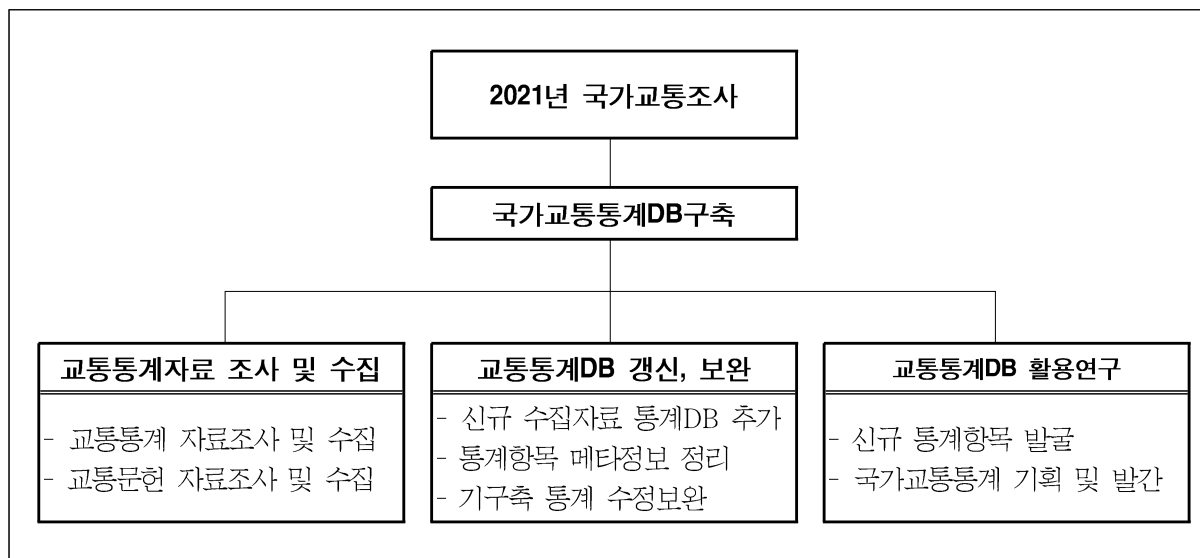 2021년 국가교통조사
국가교통통계DB구축
교통통계자료 조사 및 수집
- 교통통계 자료조사 및 수집
- 교통문헌 자료조사 및 수집
교통통계DB 갱신, 보완
- 신규 수집자료 통계DB 추가
- 통계항목 메타정보 정리
- 기구축 통계 수정보완
교통통계DB 활용연구
- 신규 통계항목 발굴
- 국가교통통계 기획 및 발간